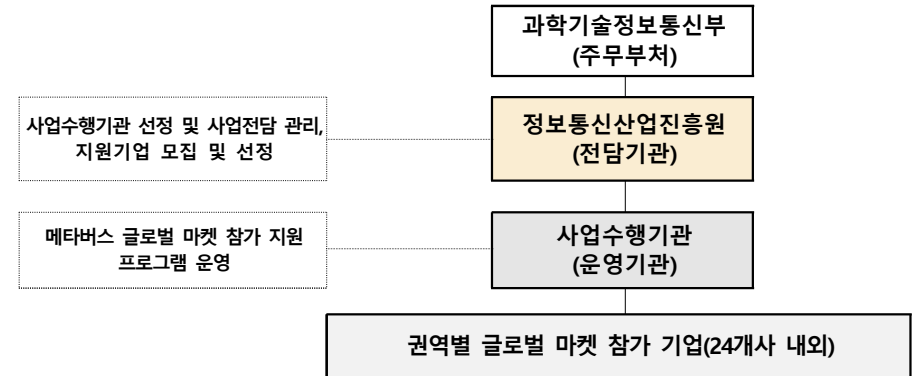 과학기술정보통신부
(주무부처)
사업수행기관 선정 및 사업전담 관리,
지원기업 모집 및 선정
정보통신산업진흥원
(전담기관)
메타버스 글로벌 마켓 참가 지원
프로그램 운영
사업수행기관
(운영기관)
권역별 글로벌 마켓 참가 기업(24개사 내외)